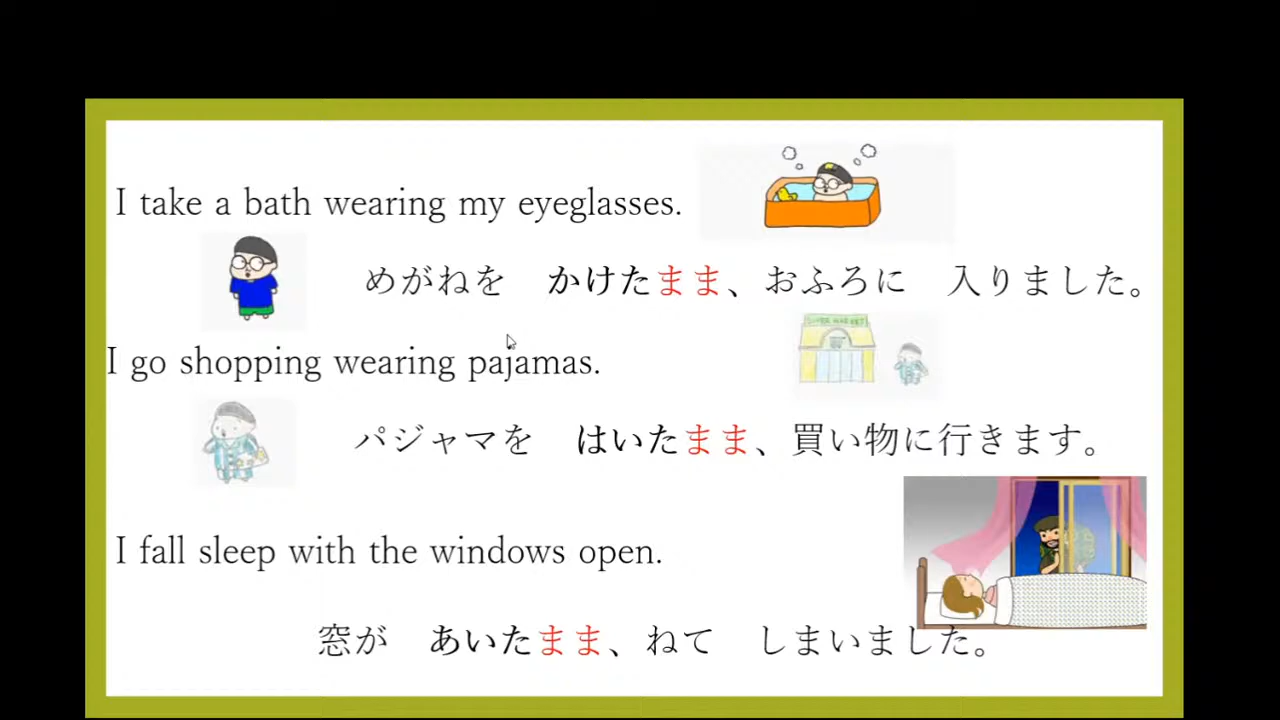 I take a bath wearing my eyeglasses.
めがねを　かけたまま、おふろに　入りました。
SUPER MARKET
I go shopping wearing pajamas.
パジャマを　はいたまま、買い物に行きます。
I fall sleep with the windows open.
窓が　あいたまま、ねて　しまいました。